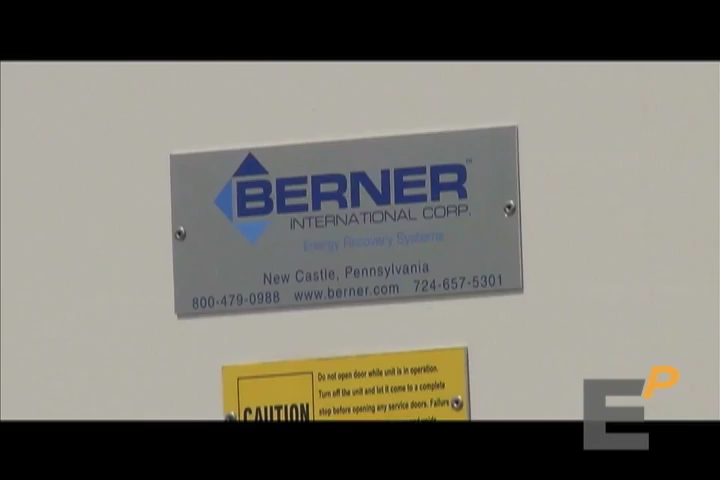 BERNER™
INTERNATIONAL CORP.
Energy Recovery Systems
New Castle, Pennsylvania
800-479-0988 www.berner.com 724-657-5301
CAUTION
Do not open door while unit is in operation.
Turn off the unit and let it come to a complete
stop before opening any service doors. Failure
EP